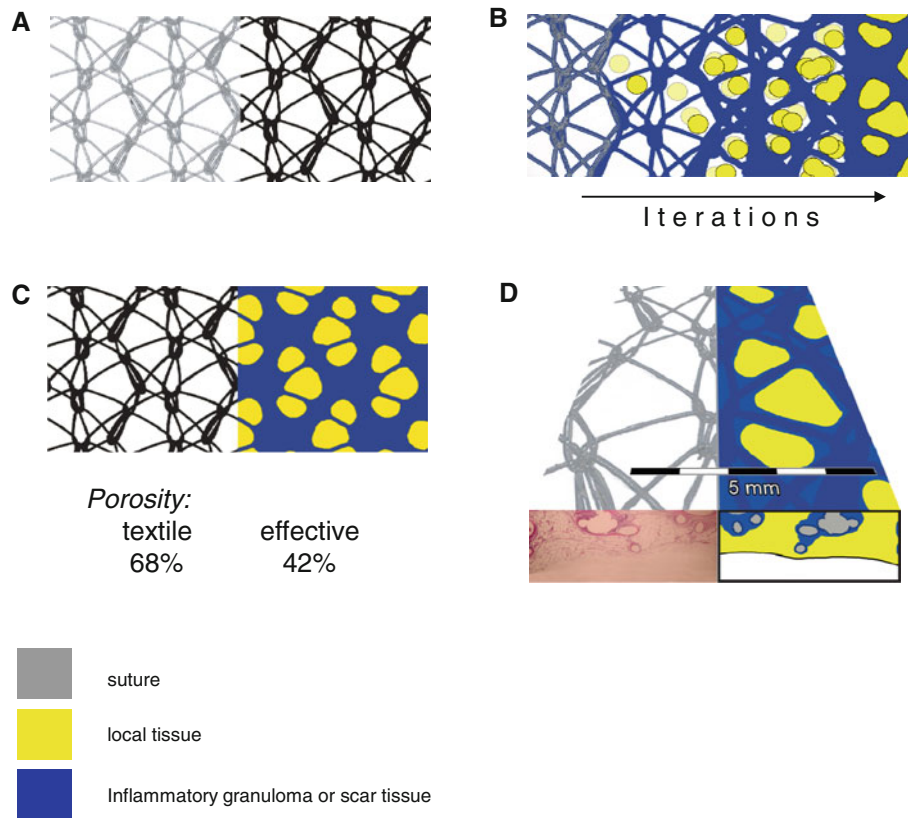 A
B
Iterations
C
D
5 mm
Porosity:
textile effective
68% 42%
suture
local tissue
Inflammatory granuloma or scar tissue